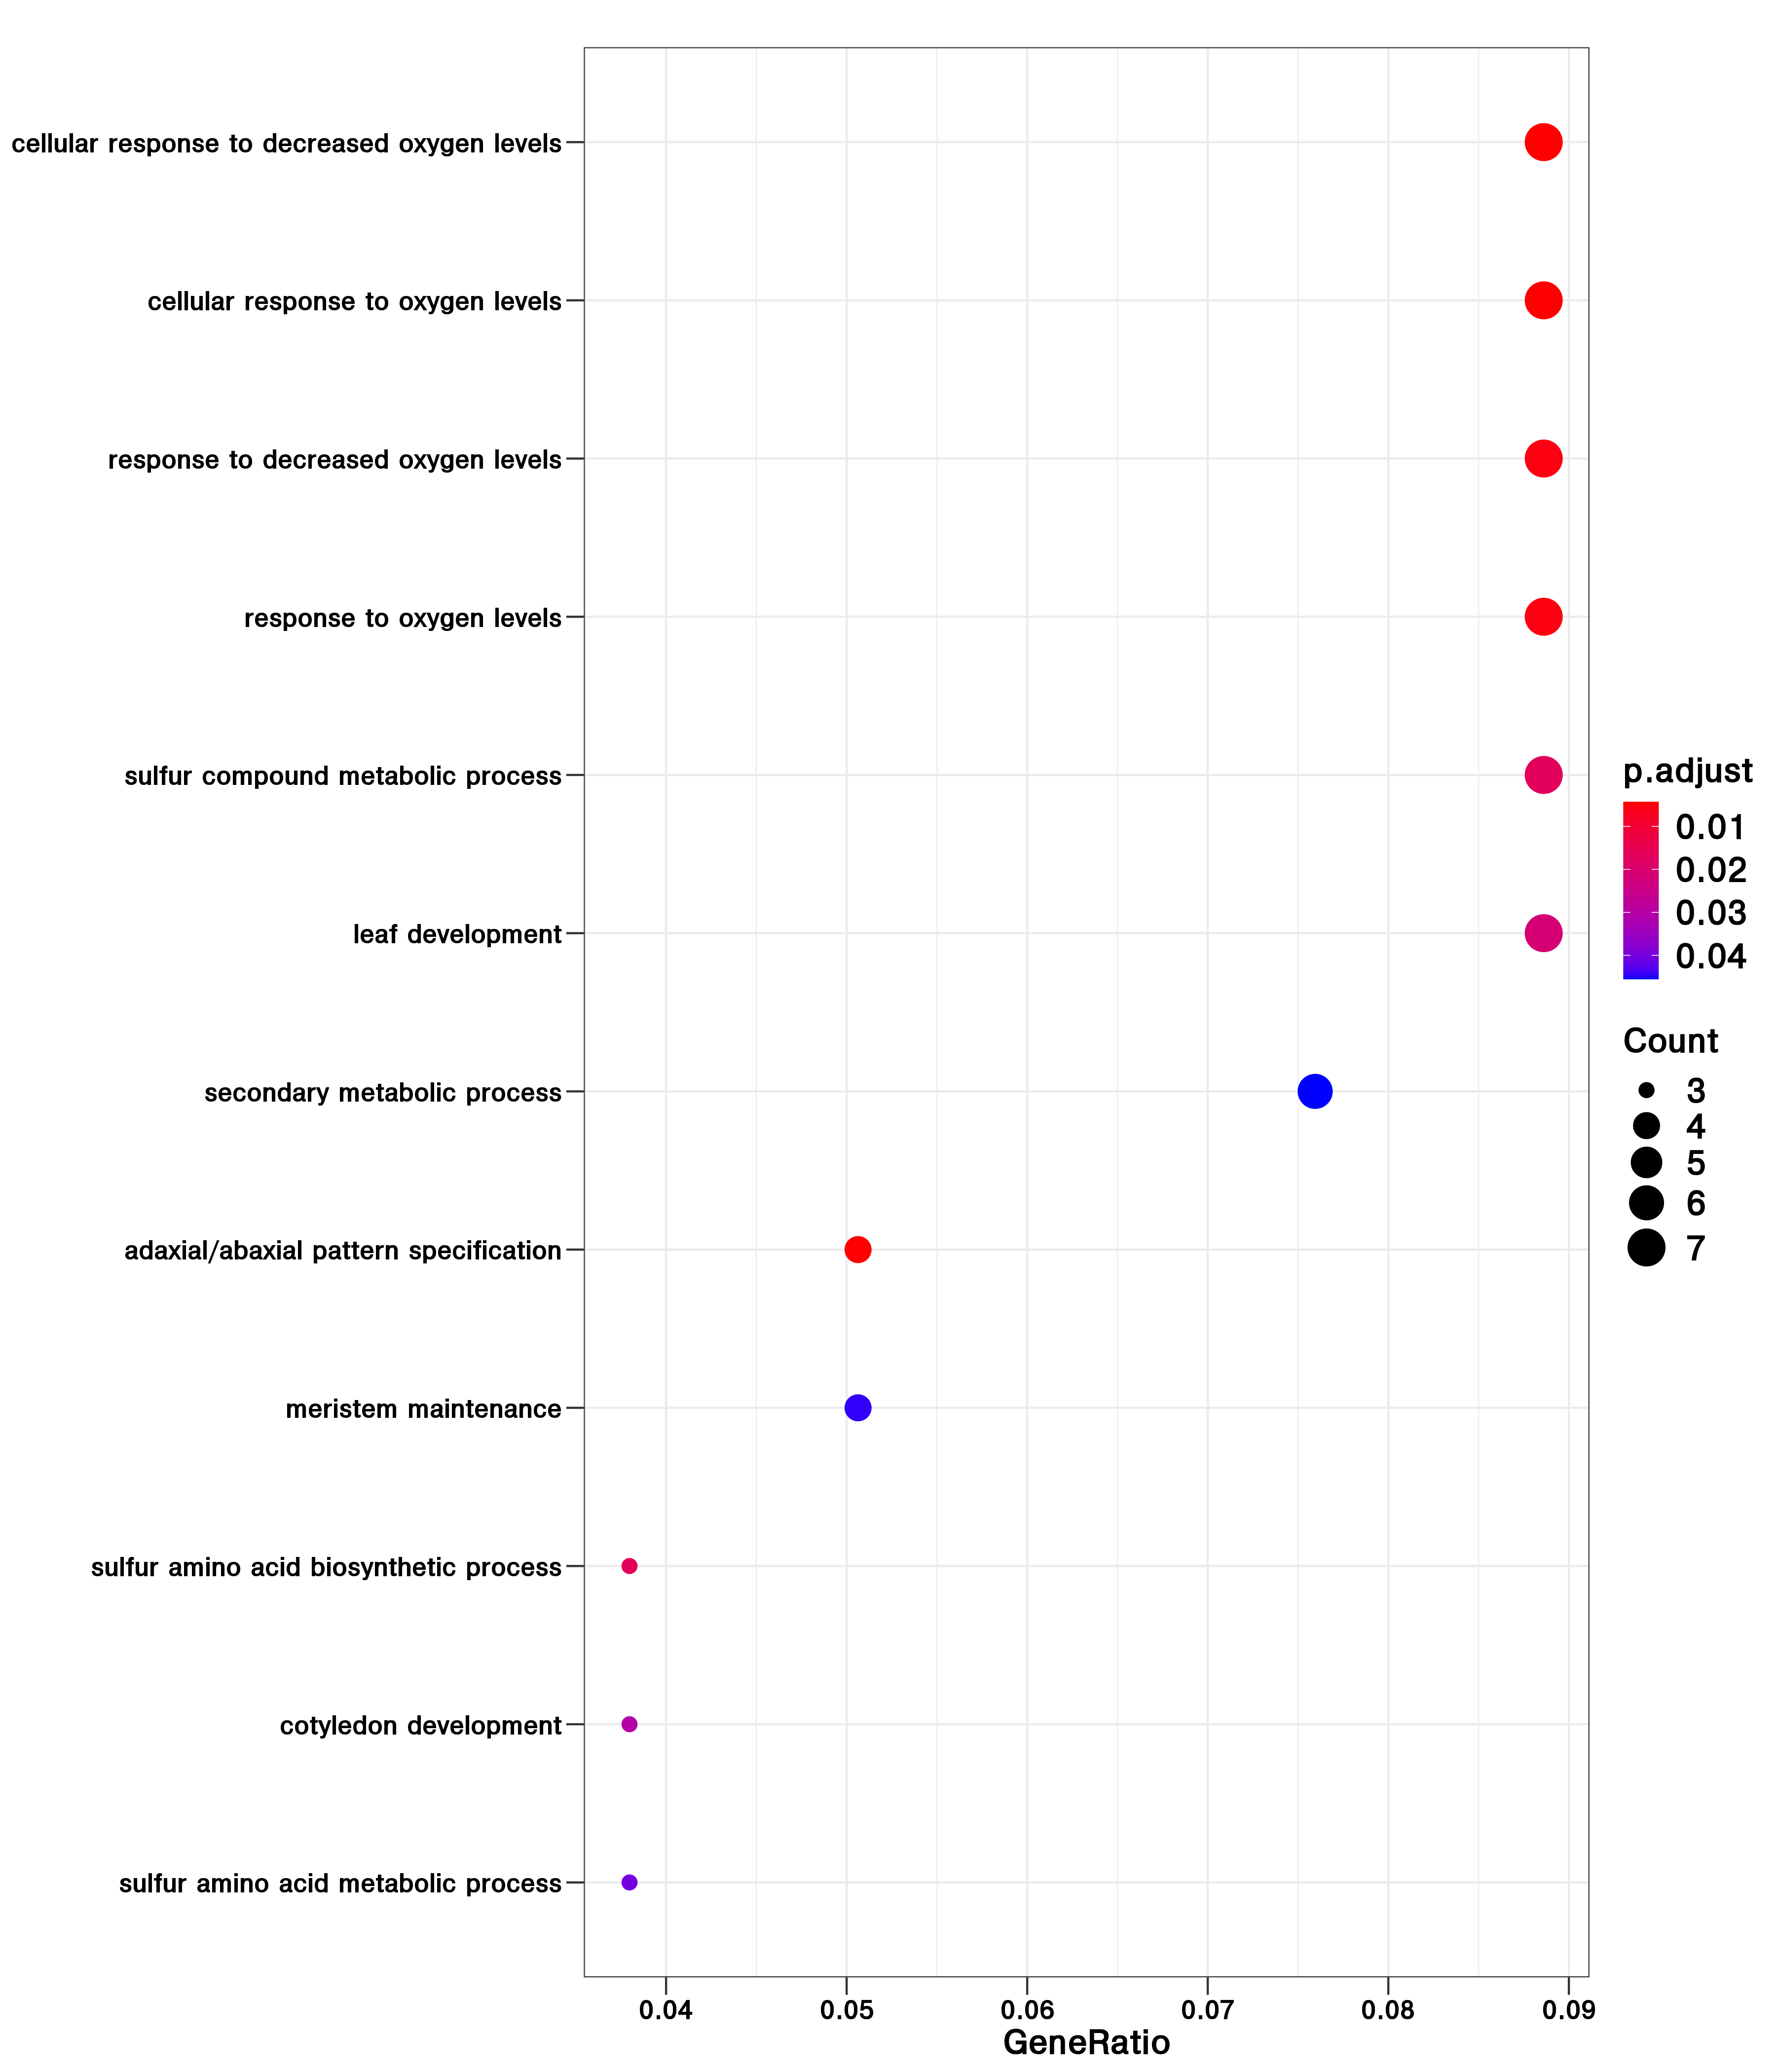 cellular response to decreased oxygen levels
cellular response to oxygen levels
response to decreased oxygen levels
response to oxygen levels
sulfur compound metabolic process
leaf development
secondary metabolic process
adaxial/abaxial pattern specification
meristem maintenance
sulfur amino acid biosynthetic process
cotyledon development
sulfur amino acid metabolic process
0.04 0.05 0.06 0.07 0.08 0.09
GeneRatio
p.adjust
0.01
0.02
0.03
0.04
Count
3
4
5
6
7